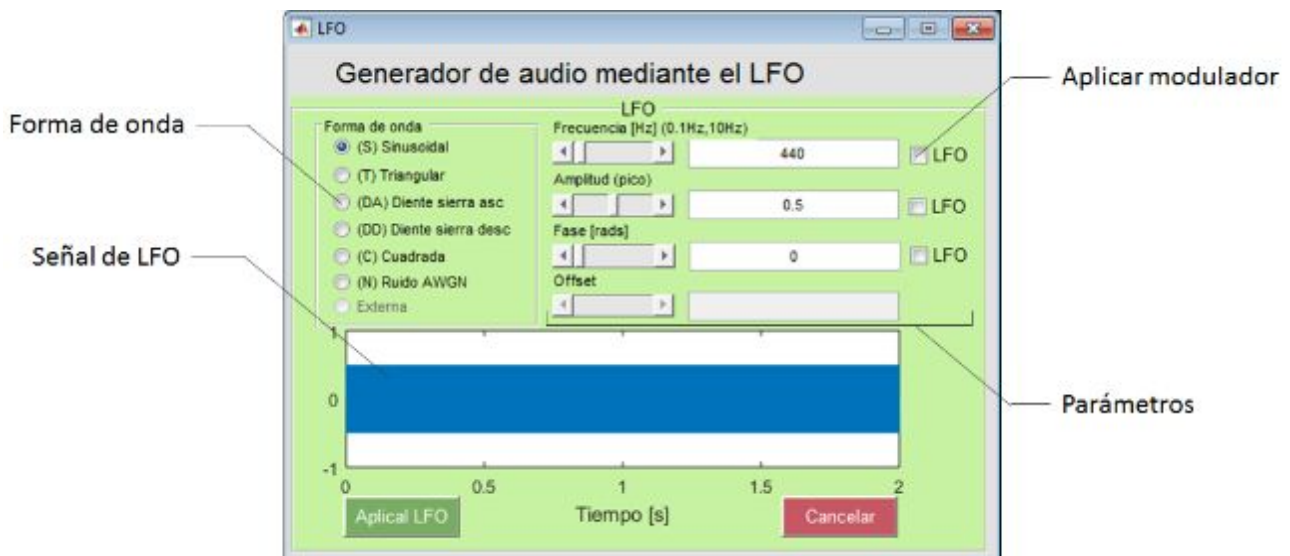 LFO
Generador de audio mediante el LFO
Aplicar modulador
LFO
Forma de onda
Forma de onda
(S) Sinusoidal
(T) Triangular
(DA) Diente sierra asc
(DD) Diente sierra desc
(C) Cuadrada
(N) Ruido AWGN
Externa
Frecuencia [Hz] (0.1Hz,10Hz)
440
LFO
Amplitud (pico)
0.5
LFO
Fase [rads]
0
LFO
Offset
Señal de LFO
Parámetros
1
0
-1
0
0.5
1
1.5
2
Tiempo [s]
Aplical LFO
Cancelar